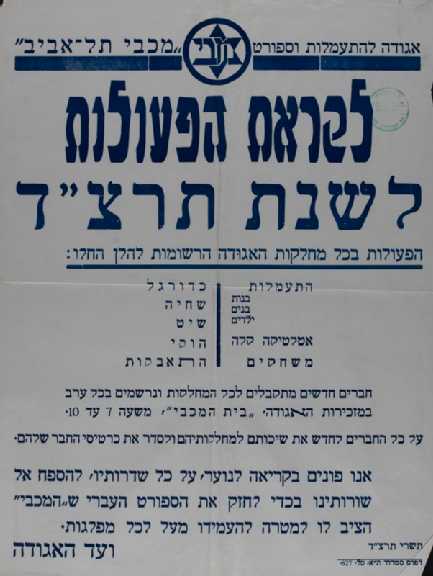 אגודה להתעמלות וספורט „מכבי תל־אביב"
מכבי
לקראת הפעולות
לשנת תרצ"ד
הפעולות בכל מחלקות האגודה הרשומות להלן החלו:
התעמלות
בנות
בנים
ילדים
אטלטיקה קלה
משחקים
כדורגל
שחיה
שיט
הוקי
התאבקות
חברים חדשים מתקבלים לכל המחלקות ונרשמים בכל ערב
במזכירות האגודה, „בית המכבי", משעה 7 עד 10.
על כל החברים לחדש את שיכותם למחלקותיהם ולסדר את כרטיסי החבר שלהם.
אנו פונים בקריאה לנוער, על כל שדרותיו, להספח אל
שורותינו בכדי לחזק את הספורט העברי ש„המכבי"
הציב לו למטרה להעמידו מעל לכל מפלגות.
תשרי תרצ"ד
ועד האגודה